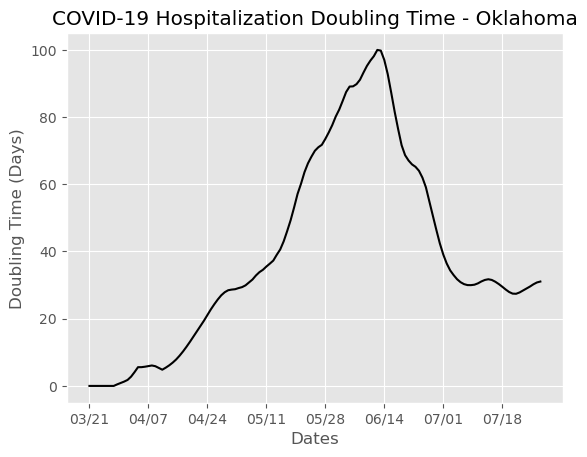 COVID-19 Hospitalization Doubling Time - Oklahoma
100
80
60
40
20
0
Doubling Time (Days)
03/21 04/07 04/24 05/11 05/28 06/14 07/01 07/18
Dates